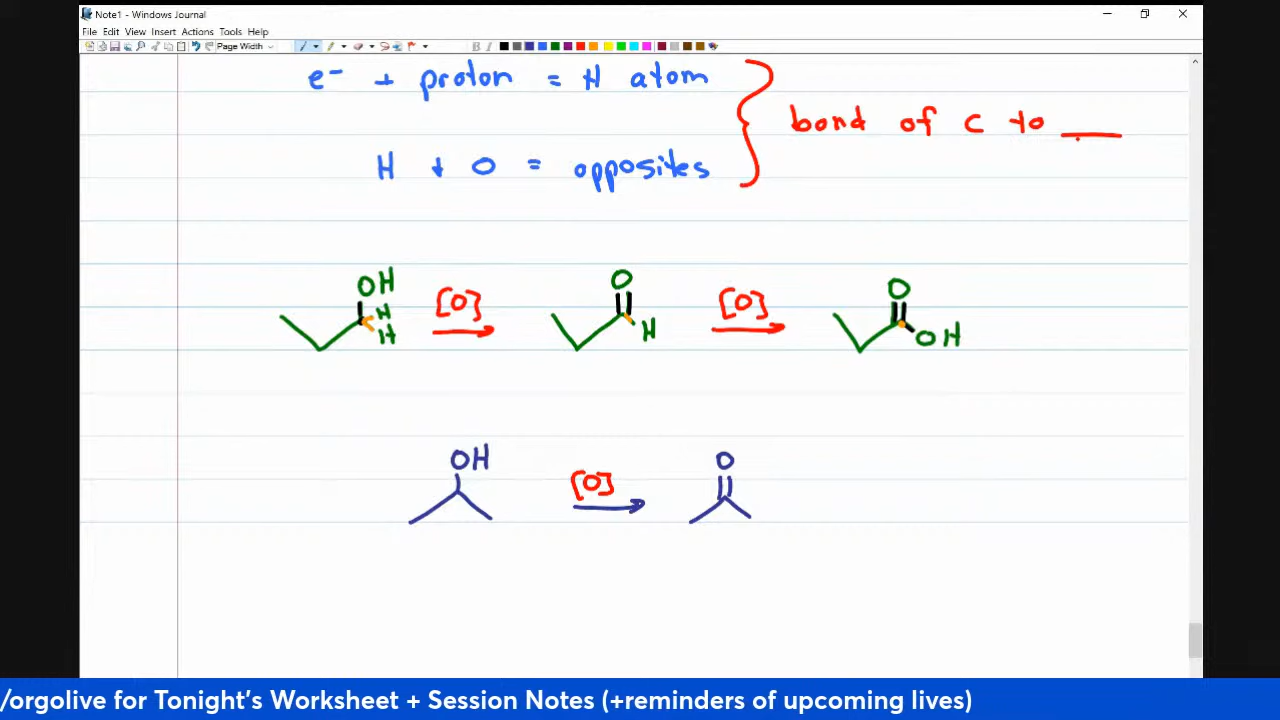 Note1 - Windows Journal
File Edit View Insert Actions Tools Help
Page Width
B I
e- + proton = H atom
bond of C to ___
H + O = opposites
OH
H
H
[O]
O
H
[O]
O
OH
OH
[O]
O
/orgolive for Tonight's Worksheet + Session Notes (+reminders of upcoming lives)